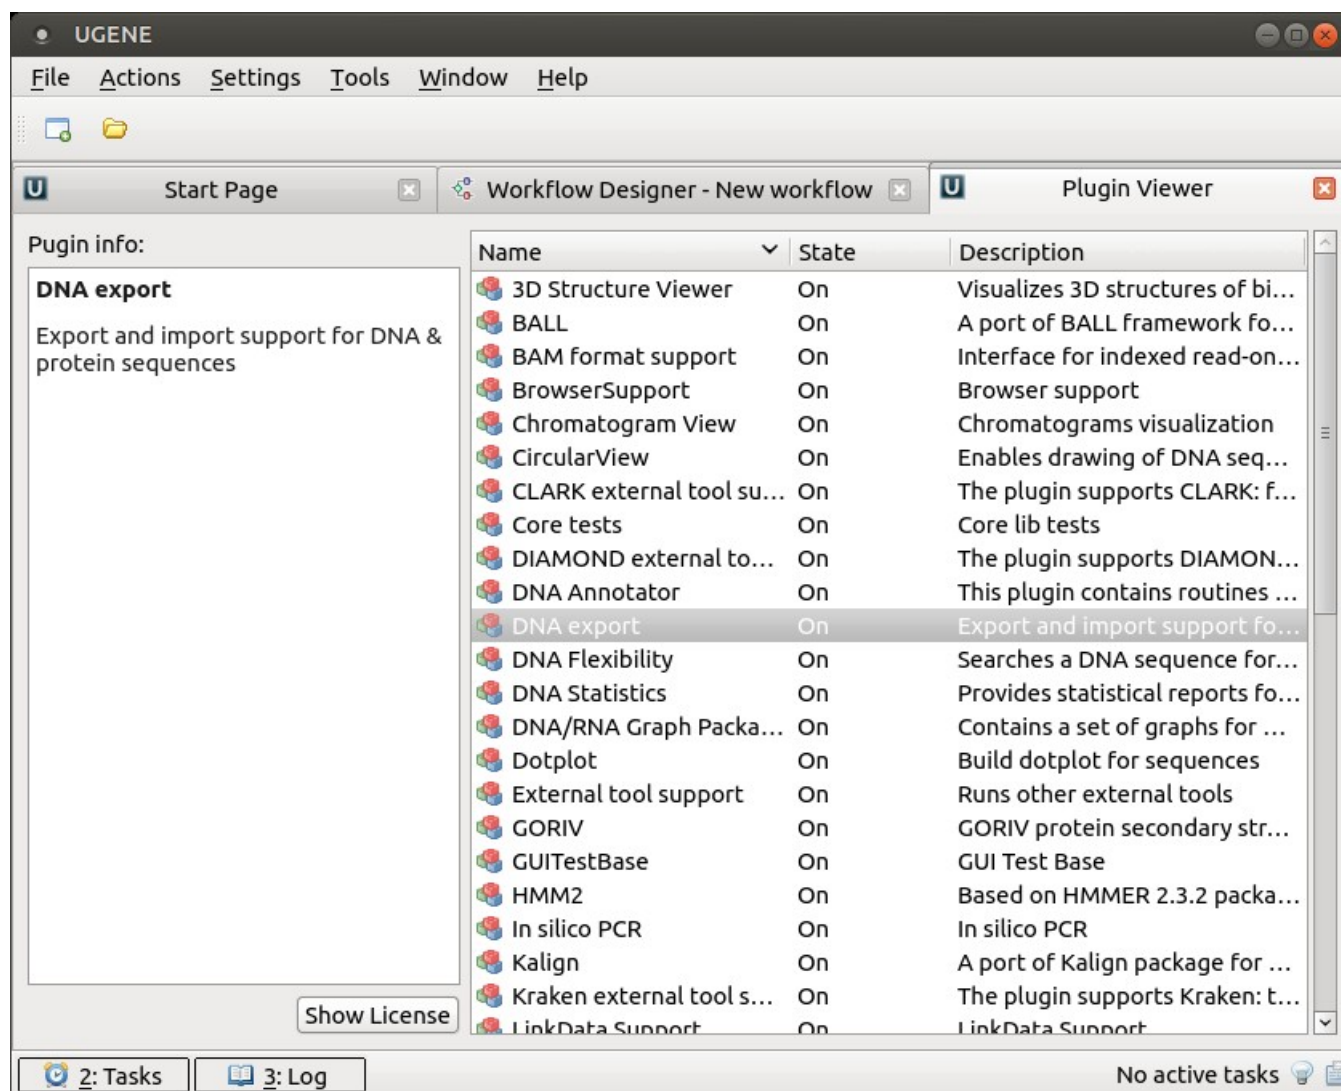 UGENE
File Actions Settings Tools Window Help
Start Page Workflow Designer - New workflow Plugin Viewer
Pugin info:
DNA export
Export and import support for DNA &
protein sequences
Show License
Name State Description
3D Structure Viewer On Visualizes 3D structures of bi...
BALL On A port of BALL framework fo...
BAM format support On Interface for indexed read-on...
BrowserSupport On Browser support
Chromatogram View On Chromatograms visualization
CircularView On Enables drawing of DNA seq...
CLARK external tool su... On The plugin supports CLARK: f...
Core tests On Core lib tests
DIAMOND external to... On The plugin supports DIAMON...
DNA Annotator On This plugin contains routines ...
DNA export On Export and import support fo...
DNA Flexibility On Searches a DNA sequence for...
DNA Statistics On Provides statistical reports fo...
DNA/RNA Graph Packa... On Contains a set of graphs for ...
Dotplot On Build dotplot for sequences
External tool support On Runs other external tools
GORIV On GORIV protein secondary str...
GUITestBase On GUI Test Base
HMM2 On Based on HMMER 2.3.2 packa...
In silico PCR On In silico PCR
Kalign On A port of Kalign package for ...
Kraken external tool s... On The plugin supports Kraken: t...
LinkData Support On LinkData Support
2: Tasks 3: Log No active tasks